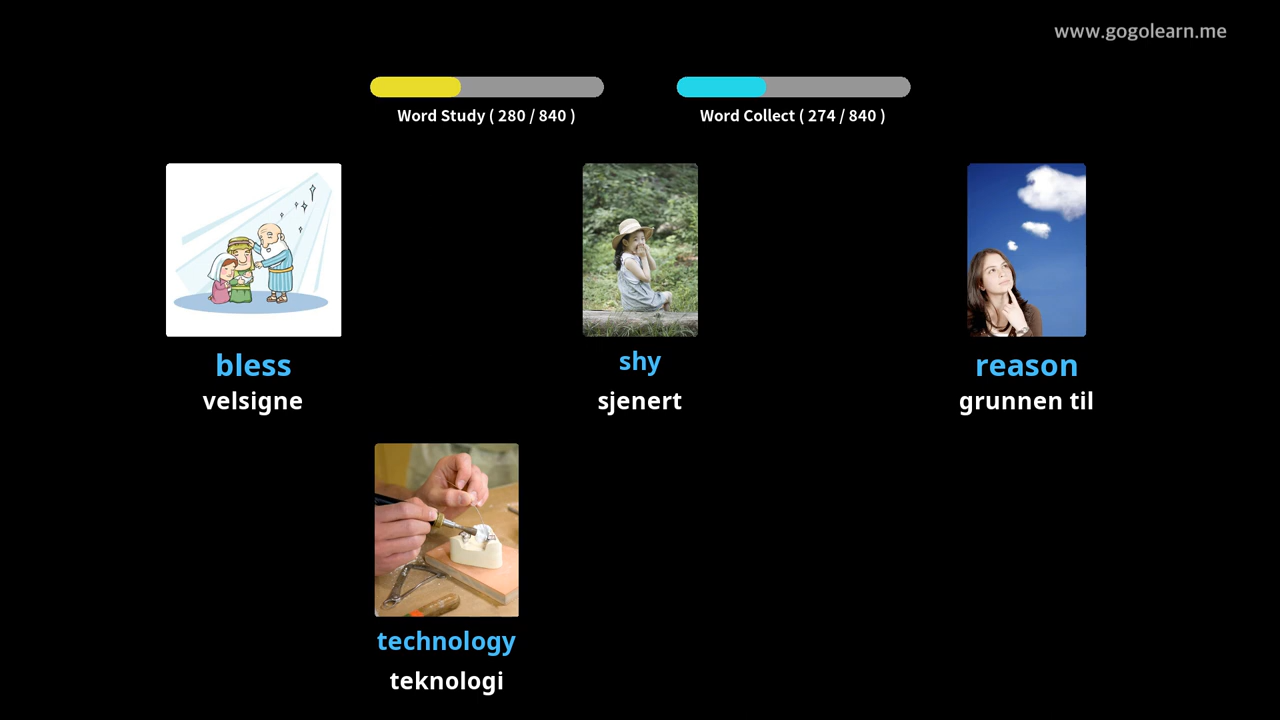 www.gogolearn.me
Word Study ( 280 / 840 )
Word Collect ( 274 / 840 )
bless
velsigne
shy
sjenert
reason
grunnen til
technology
teknologi